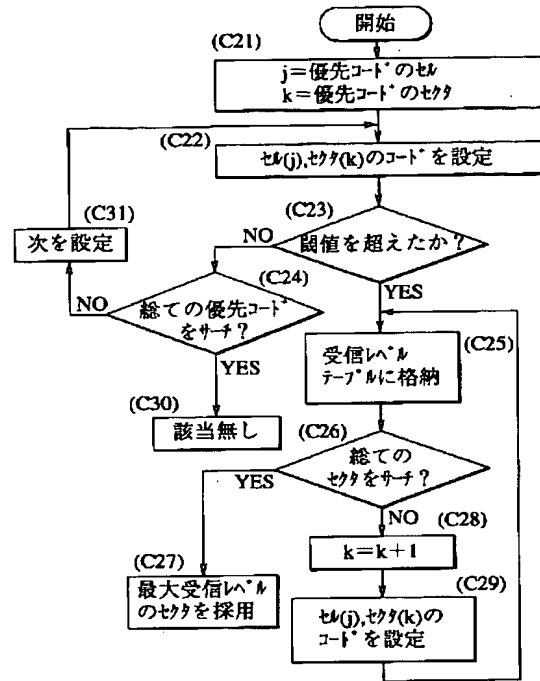 開始
(C21)
j=優先コードのセル
k=優先コードのセクタ
(C22)
セル(j),セクタ(k)のコードを設定
(C31)
次を設定
(C23)
閾値を超えたか?
NO
YES
(C24)
総ての優先コード
をサーチ?
NO
YES
(C25)
受信レベル
テーブルに格納
(C30)
該当無し
(C26)
総ての
セクタをサーチ?
YES
NO
(C28)
k=k+1
(C27)
最大受信レベル
のセクタを採用
(C29)
セル(j),セクタ(k)の
コードを設定